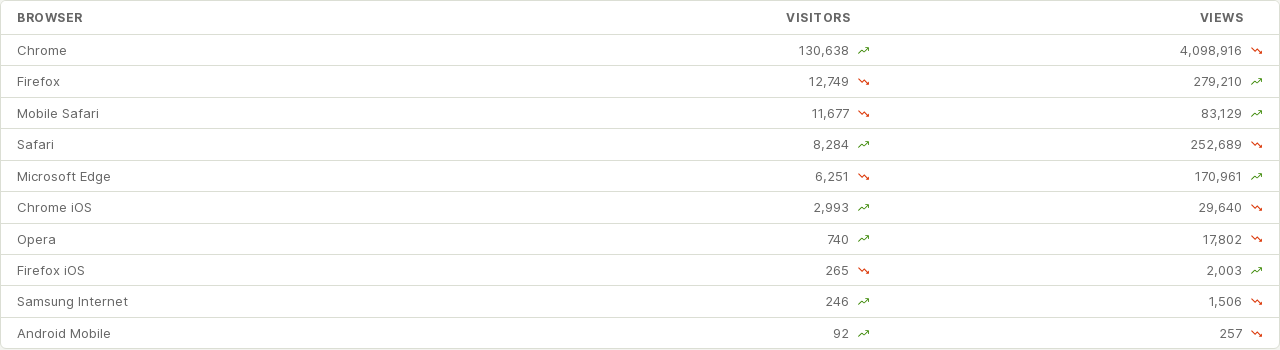 BROWSER VISITORS VIEWS
Chrome 130,638 4,098,916
Firefox 12,749 279,210
Mobile Safari 11,677 83,129
Safari 8,284 252,689
Microsoft Edge 6,251 170,961
Chrome iOS 2,993 29,640
Opera 740 17,802
Firefox iOS 265 2,003
Samsung Internet 246 1,506
Android Mobile 92 257